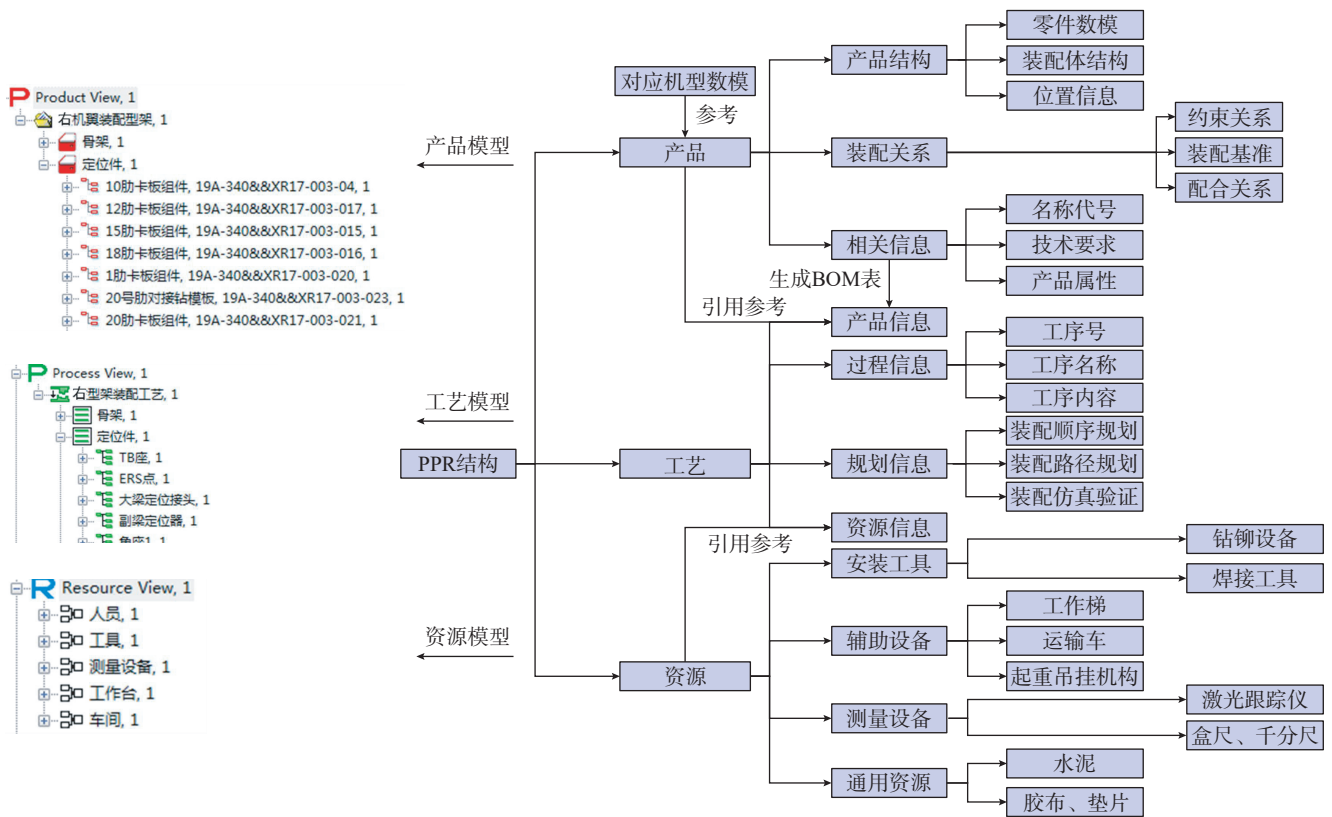 Product View, 1
右机翼装配型架, 1
骨架, 1
定位件, 1
10肋卡板组件, 19A-340&&XR17-003-04, 1
12肋卡板组件, 19A-340&&XR17-003-017, 1
15肋卡板组件, 19A-340&&XR17-003-015, 1
18肋卡板组件, 19A-340&&XR17-003-016, 1
1肋卡板组件, 19A-340&&XR17-003-020, 1
20号肋对接钻模板, 19A-340&&XR17-003-023, 1
20肋卡板组件, 19A-340&&XR17-003-021, 1
Process View, 1
右型架装配工艺, 1
骨架, 1
定位件, 1
TB座, 1
ERS点, 1
大梁定位接头, 1
副梁定位器, 1
角座1, 1
Resource View, 1
人员, 1
工具, 1
测量设备, 1
工作台, 1
车间, 1
产品模型
工艺模型
资源模型
PPR结构
对应机型数模
参考
产品
工艺
资源
引用参考
引用参考
产品结构
零件数模
装配体结构
位置信息
装配关系
约束关系
装配基准
配合关系
相关信息
名称代号
技术要求
产品属性
生成BOM表
产品信息
过程信息
工序号
工序名称
工序内容
规划信息
装配顺序规划
装配路径规划
装配仿真验证
资源信息
安装工具
钻铆设备
焊接工具
辅助设备
工作梯
运输车
起重吊挂机构
测量设备
激光跟踪仪
盒尺、千分尺
通用资源
水泥
胶布、垫片